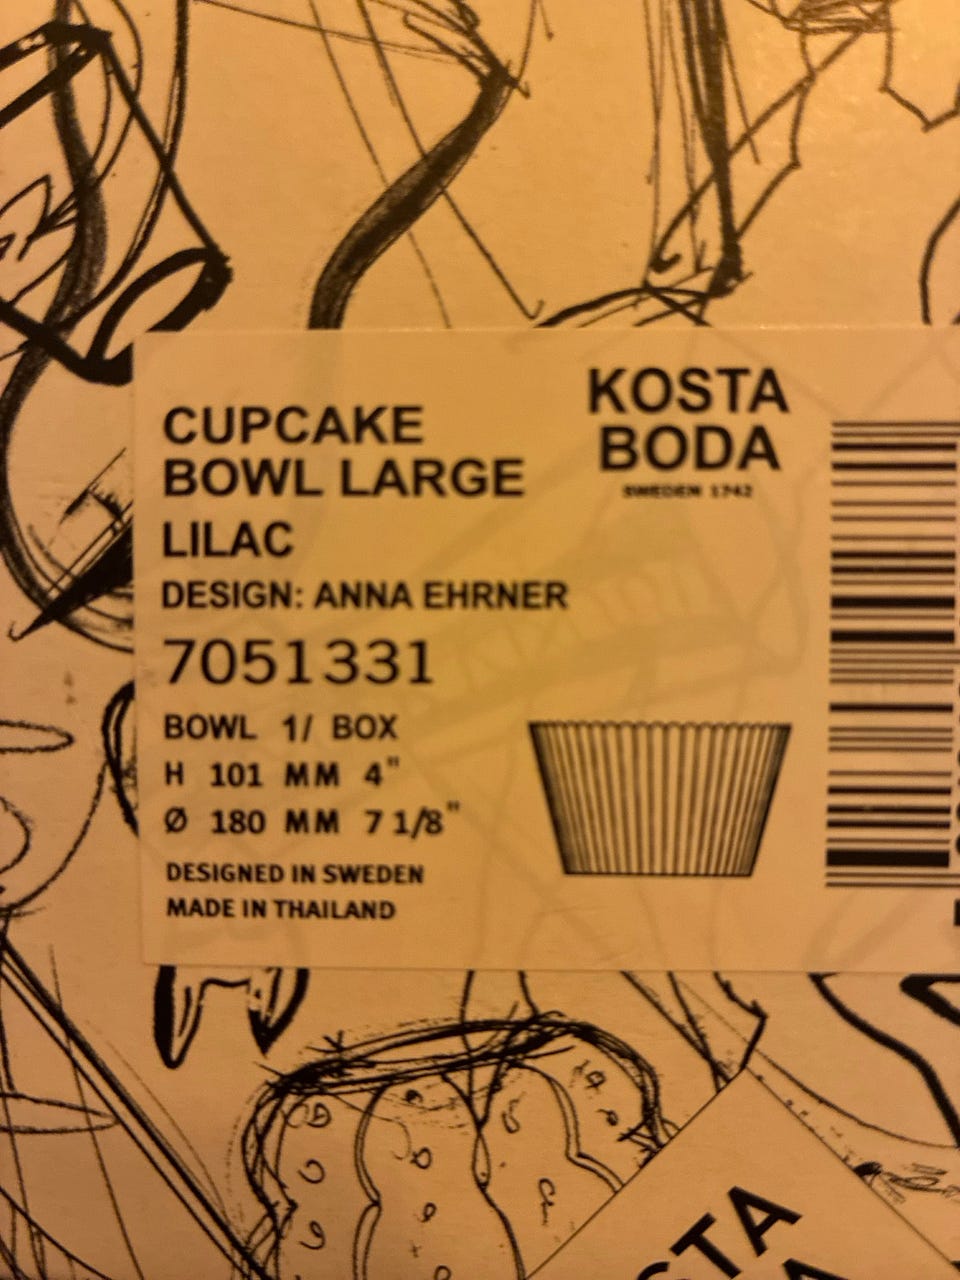 KOSTA
BODA
SWEDEN 1742
CUPCAKE
BOWL LARGE
LILAC
DESIGN: ANNA EHRNER
7051331
BOWL 1/ BOX
H 101 MM 4"
Ø 180 MM 7 1/8"
DESIGNED IN SWEDEN
MADE IN THAILAND
STA